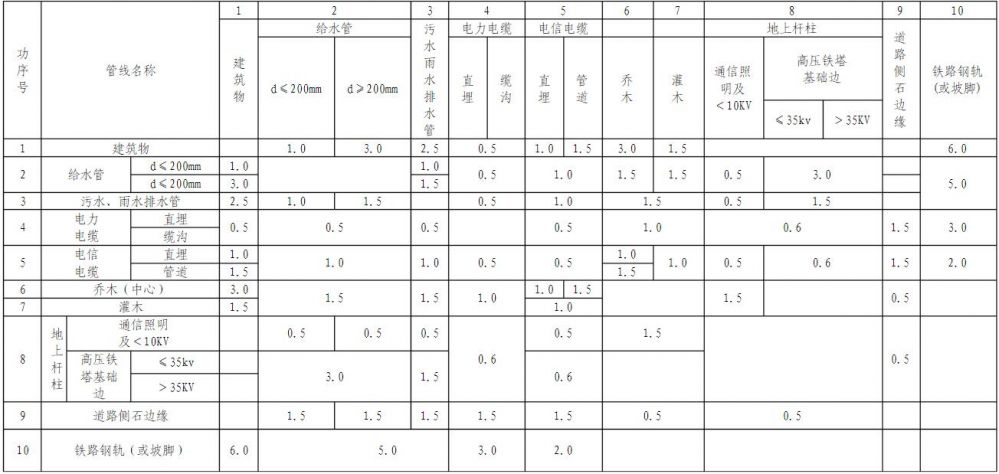 1 2 3 4 5 6 7 8 9 10
功序号 管线名称 建筑物 给水管 污水雨水排水管 电力电缆 电信电缆 乔木 灌木 地上杆柱 道路侧石边缘 铁路钢轨(或坡脚)
d≤200mm d≥200mm 直埋 缆沟 直埋 管道 通信照明及<10KV 高压铁塔基础边
≤35kv >35KV
1 建筑物 1.0 3.0 2.5 0.5 1.0 1.5 3.0 1.5 6.0
2 给水管 d≤200mm 1.0 1.0 0.5 1.0 1.5 1.5 0.5 3.0 5.0
d≤200mm 3.0 1.5
3 污水、雨水排水管 2.5 1.0 1.5 0.5 1.0 1.5 0.5 1.5
4 电力电缆 直埋 0.5 0.5 0.5 0.5 1.0 0.6 1.5 3.0
缆沟
5 电信电缆 直埋 1.0 1.0 1.0 0.5 0.5 1.0 1.0 0.5 0.6 1.5 2.0
管道 1.5 1.5
6 乔木(中心) 3.0 1.5 1.5 1.0 1.0 1.5 1.5 0.5
7 灌木 1.5 1.0
8 地上杆柱 通信照明及<10KV 0.5 0.5 0.5 0.6 0.5 1.5 0.5
高压铁塔基础边 ≤35kv 3.0 1.5 0.6
>35KV
9 道路侧石边缘 1.5 1.5 1.5 1.5 1.5 0.5 0.5
10 铁路钢轨(或坡脚) 6.0 5.0 3.0 2.0